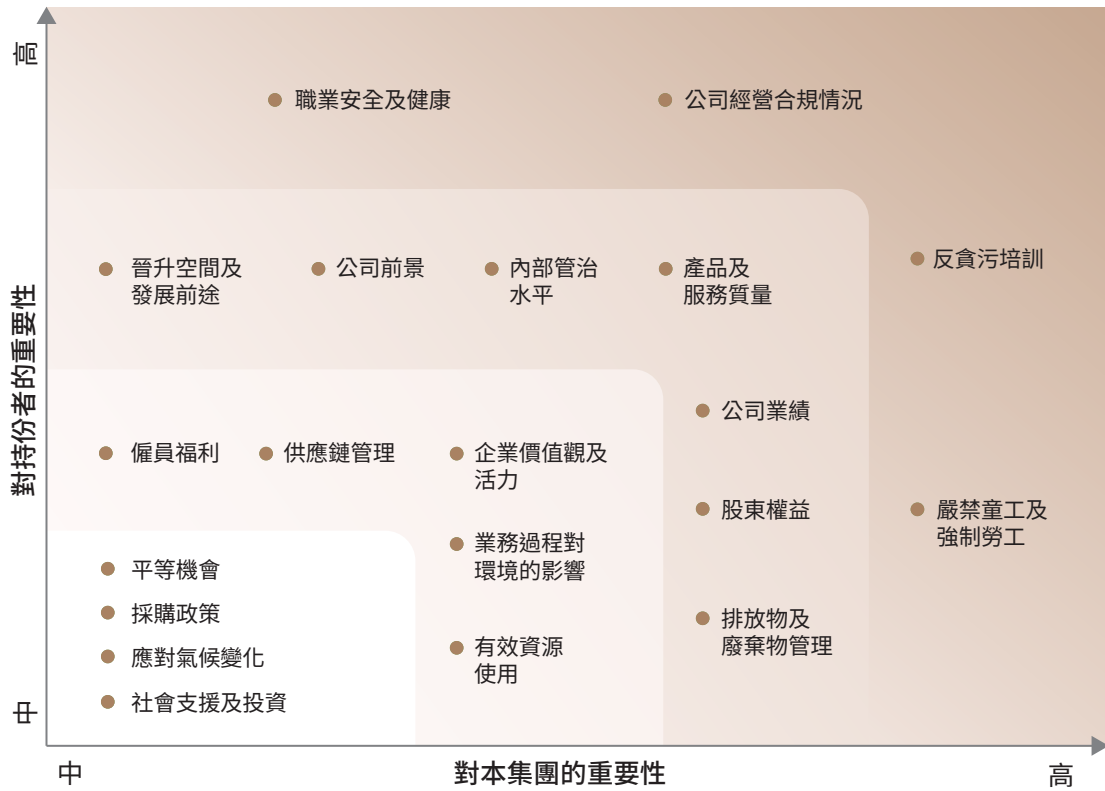 高
職業安全及健康
公司經營合規情況
晉升空間及
發展前途
公司前景
內部管治
水平
產品及
服務質量
反貪污培訓
對持份者的重要性
公司業績
僱員福利
供應鏈管理
企業價值觀及
活力
股東權益
嚴禁童工及
強制勞工
業務過程對
環境的影響
平等機會
採購政策
應對氣候變化
社會支援及投資
有效資源
使用
排放物及
廢棄物管理
中
中
對本集團的重要性
高